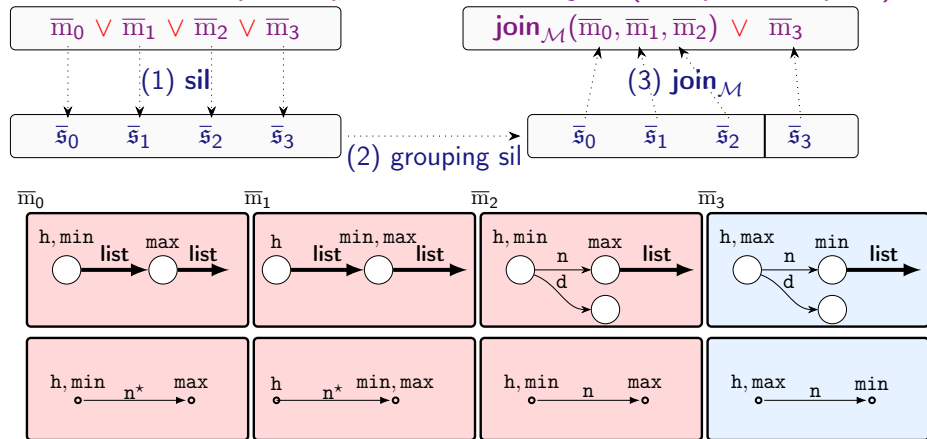 m̅₀ ∨ m̅₁ ∨ m̅₂ ∨ m̅₃
join_ℳ(m̅₀, m̅₁, m̅₂) ∨ m̅₃
(1) sil
(3) join_ℳ
s̅₀ s̅₁ s̅₂ s̅₃
(2) grouping sil
s̅₀ s̅₁ s̅₂ s̅₃
m̅₀ m̅₁ m̅₂ m̅₃
h, min list max list
h list min, max list
h, min n d max list
h, max n d min list
h, min n* max
h n* min, max
h, min n max
h, max n min